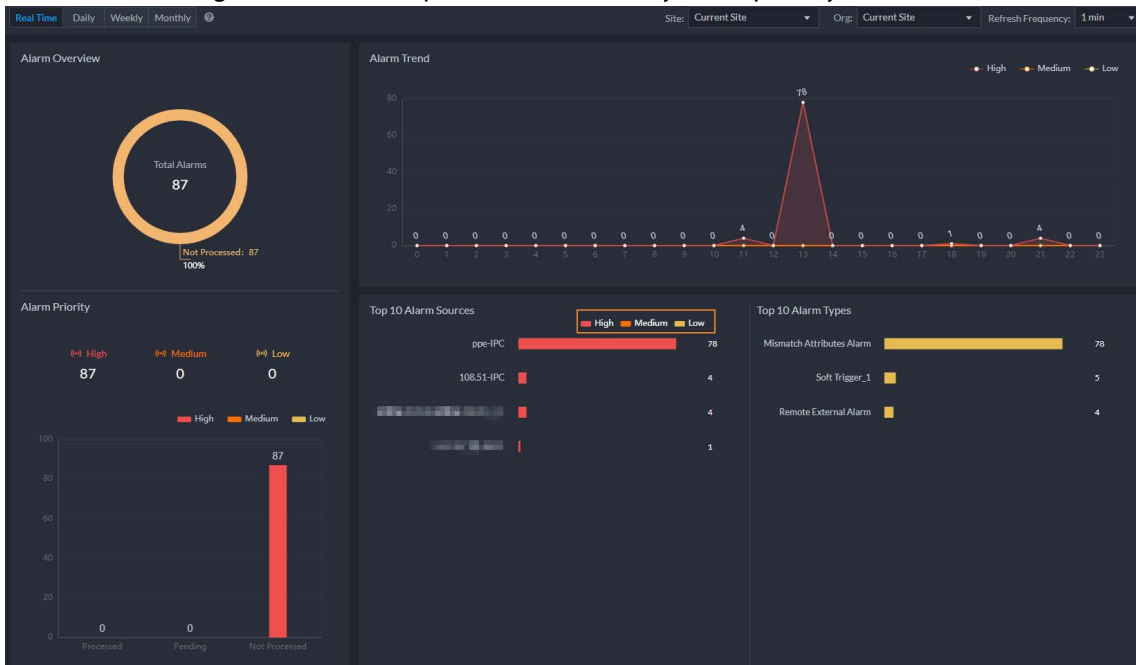 Real Time Daily Weekly Monthly ? Site: Current Site Org: Current Site Refresh Frequency: 1 min
Alarm Overview
Total Alarms
87
Not Processed: 87
100%
Alarm Trend
High Medium Low
80
60
40
20
0
0 0 0 0 0 0 0 0 0 0 0 4 0 78 0 0 0 0 1 0 0 4 0 0
0 1 2 3 4 5 6 7 8 9 10 11 12 13 14 15 16 17 18 19 20 21 22 23
Alarm Priority
High Medium Low
87 0 0
High Medium Low
100
80
60
40
20
0
0 0 87
Processed Pending Not Processed
Top 10 Alarm Sources
High Medium Low
ppe-IPC 78
108.51-IPC 4
4
1
Top 10 Alarm Types
Mismatch Attributes Alarm 78
Soft Trigger_1 5
Remote External Alarm 4